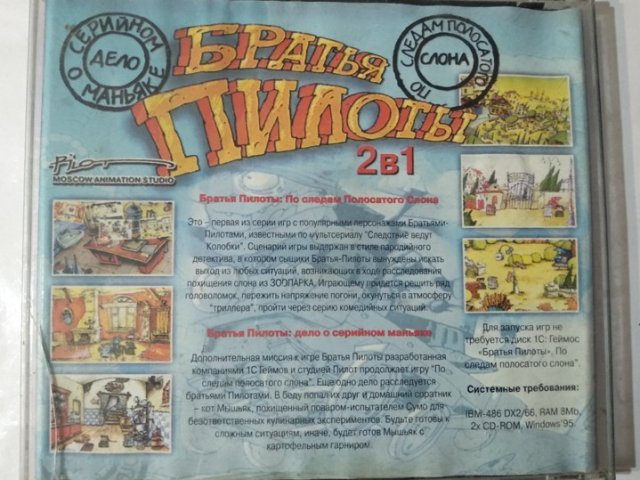 ДЕЛО
О СЕРИЙНОМ
МАНЬЯКЕ
БРАТЬЯ
ПИЛОТЫ
2в1
ПО СЛЕДАМ ПОЛОСАТОГО
СЛОНА
MOSCOW ANIMATION STUDIO
Братья Пилоты: По следам Полосатого Слона
Это – первая из серии игр с популярными персонажами Братьями-
Пилотами, известными по мультсериалу "Следствие ведут
Колобки". Сценарий игры выдержан в стиле пародийного
детектива, в котором сыщики Братья-Пилоты вынуждены искать
выход из любых ситуаций, возникающих в ходе расследования
похищения слона из ЗООПАРКА. Играющему придется решить ряд
головоломок, пережить напряжение погони, окунуться в атмосферу
"триллера", пройти через серию комедийных ситуаций.
Братья Пилоты: дело о серийном маньяке
Дополнительная миссия к игре Братья Пилоты разработанная
компаниями 1С Геймов и студией Пилот продолжает игру "По
следам полосатого слона". Еще одно дело расследуется
братьями Пилотами. В Беду попал их друг и домашний соратник
- кот Мышьяк, похищенный поваром-испытателем Сумо для
безответственных кулинарных экспериментов. Будьте готовы к
сложным ситуациям, иначе, будет готов Мышьяк с
картофельным гарниром.
Для запуска игр не
требуется диск 1С: Геймос
«Братья Пилоты». По
следам полосатого слона".
Системные требования:
IBM-486 DX2/66, RAM 8Mb,
2x CD-ROM, Windows'95